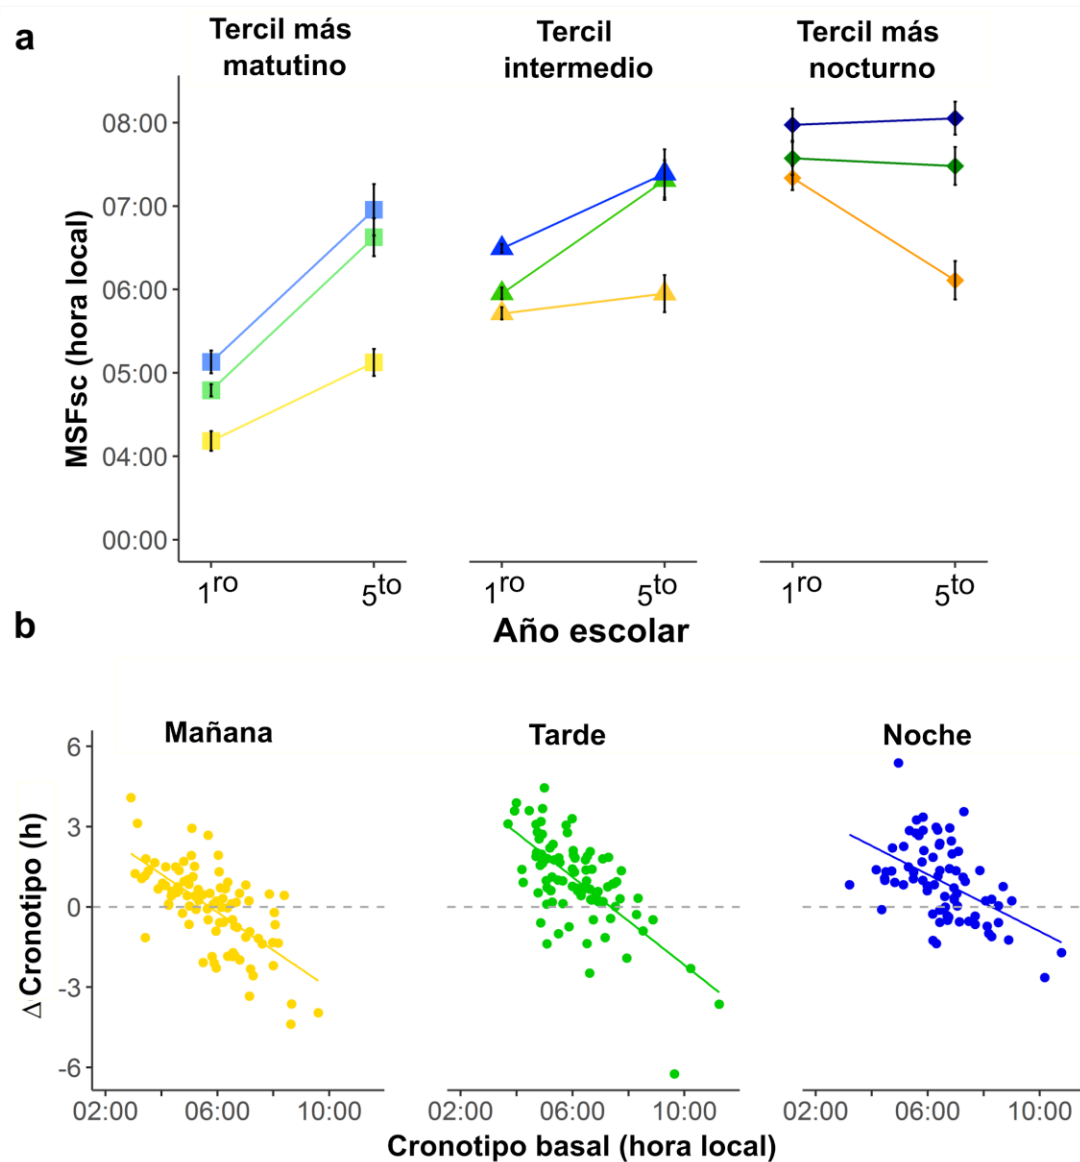 a
Tercil más
matutino
Tercil
intermedio
Tercil más
nocturno
MSFsc (hora local)
08:00
07:00
06:00
05:00
04:00
00:00
1ro
5to
1ro
5to
1ro
5to
Año escolar
b
Mañana
Tarde
Noche
Δ Cronotipo (h)
6
3
0
-3
-6
02:00
06:00
10:00
02:00
06:00
10:00
02:00
06:00
10:00
Cronotipo basal (hora local)